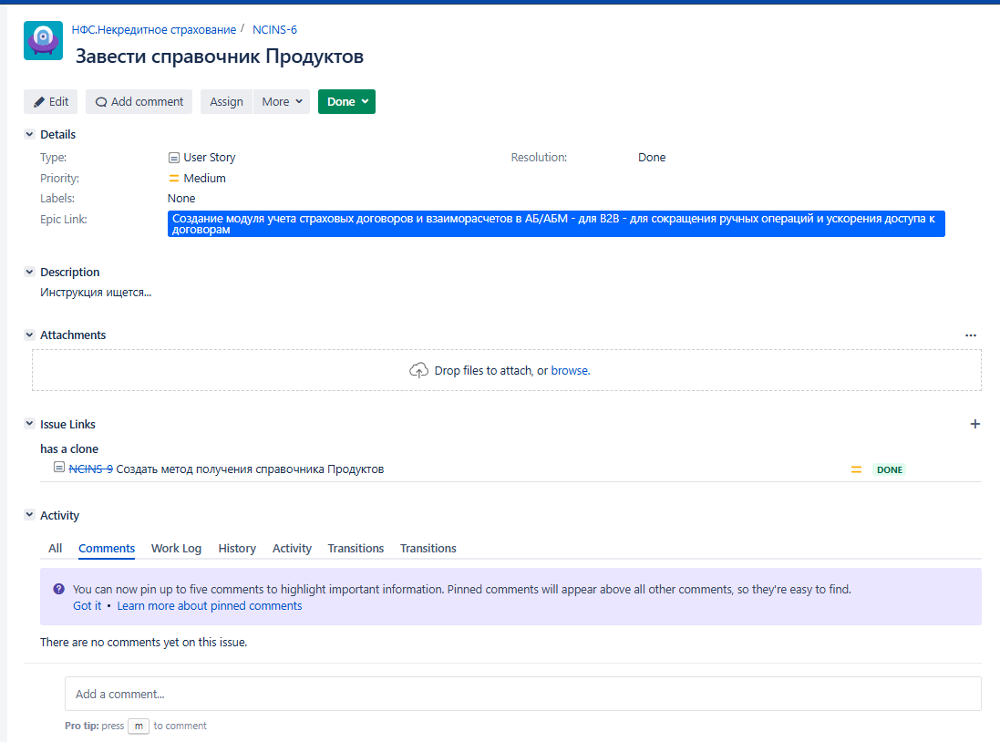 НФС.Некредитное страхование / NCINS-6
Завести справочник Продуктов
Edit Add comment Assign More Done
Details
Type: User Story Resolution: Done
Priority: Medium
Labels: None
Epic Link: Создание модуля учета страховых договоров и взаиморасчетов в АБ/АБМ - для B2B - для сокращения ручных операций и ускорения доступа к
договорам
Description
Инструкция ищется...
Attachments
Drop files to attach, or browse.
Issue Links
has a clone
NCINS-9 Создать метод получения справочника Продуктов DONE
Activity
All Comments Work Log History Activity Transitions Transitions
You can now pin up to five comments to highlight important information. Pinned comments will appear above all other comments, so they're easy to find.
Got it • Learn more about pinned comments
There are no comments yet on this issue.
Add a comment...
Pro tip: press m to comment